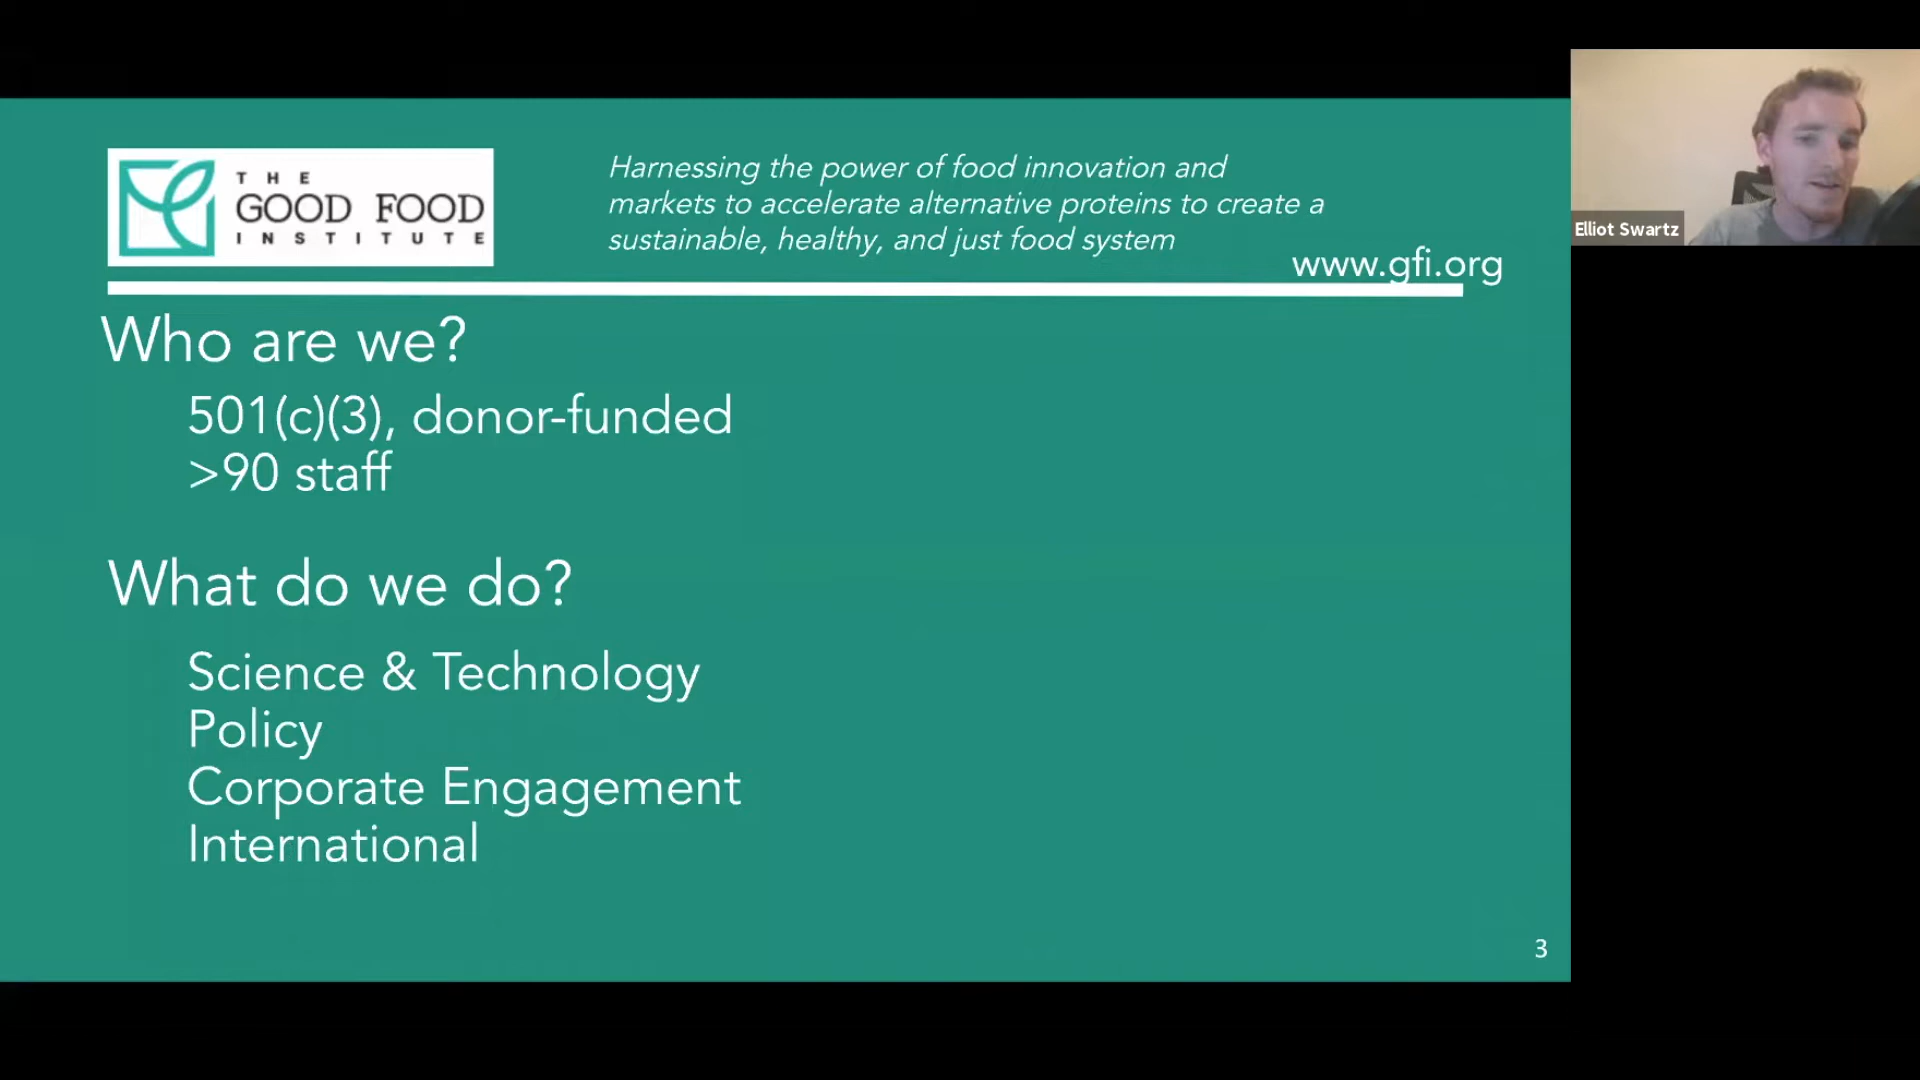 THE
GOOD FOOD
INSTITUTE
Harnessing the power of food innovation and
markets to accelerate alternative proteins to create a
sustainable, healthy, and just food system
www.gfi.org
Elliot Swartz
Who are we?
501(c)(3), donor-funded
>90 staff
What do we do?
Science & Technology
Policy
Corporate Engagement
International
3